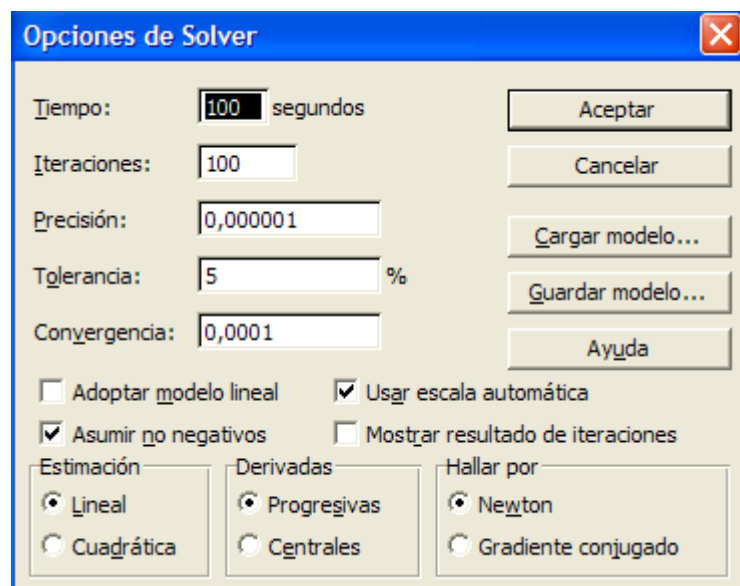 Opciones de Solver
Tiempo: 100 segundos
Aceptar
Iteraciones: 100
Cancelar
Precisión: 0,000001
Cargar modelo...
Tolerancia: 5 %
Guardar modelo...
Convergencia: 0,0001
Ayuda
Adoptar modelo lineal
Usar escala automática
Asumir no negativos
Mostrar resultado de iteraciones
Estimación
Lineal
Cuadrática
Derivadas
Progresivas
Centrales
Hallar por
Newton
Gradiente conjugado